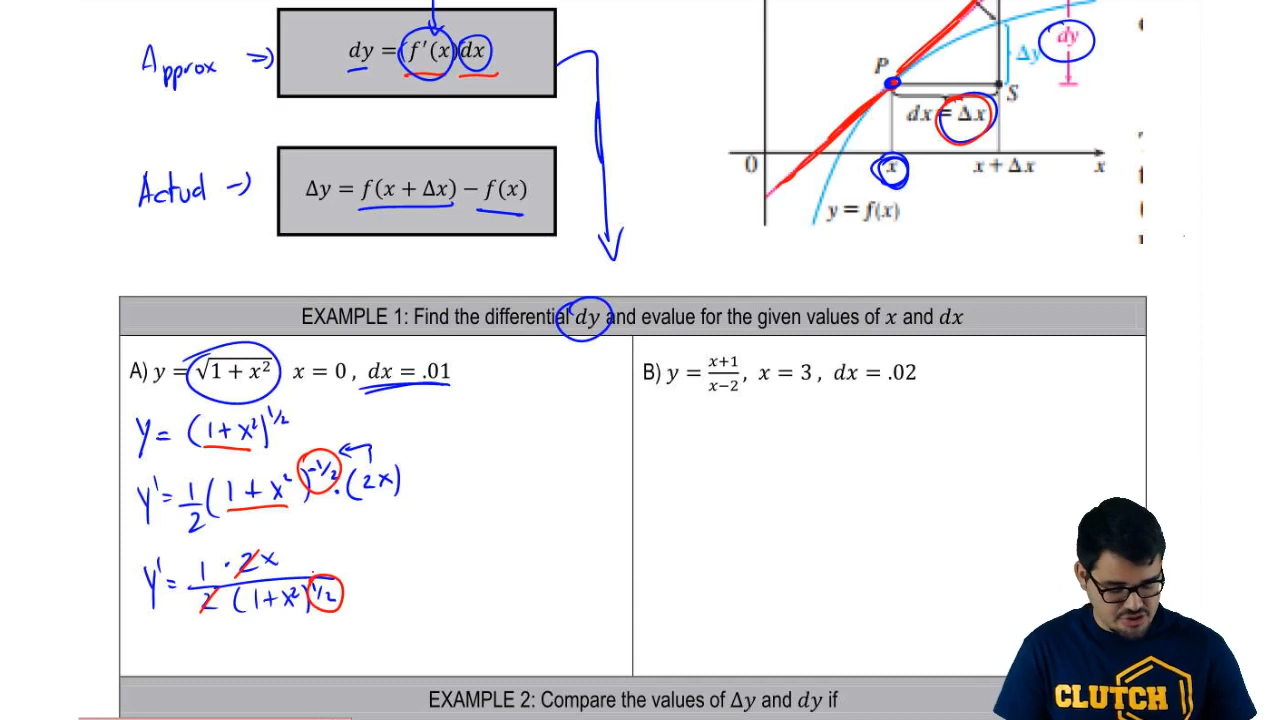 Approx => dy = f'(x)dx
Actual -> Δy = f(x + Δx) − f(x)
P
Δy
dy
S
dx = Δx
0
x
x + Δx
x
y = f(x)
EXAMPLE 1: Find the differential dy and evalue for the given values of x and dx
A) y = √1 + x², x = 0 , dx = .01
y = (1+x²)^1/2
y' = 1/2 (1 + x²)^-1/2 · (2x)
y' = 1 · 2x / 2 (1+x²)^1/2
B) y = x+1/x−2, x = 3 , dx = .02
EXAMPLE 2: Compare the values of Δy and dy if
CLUTCH